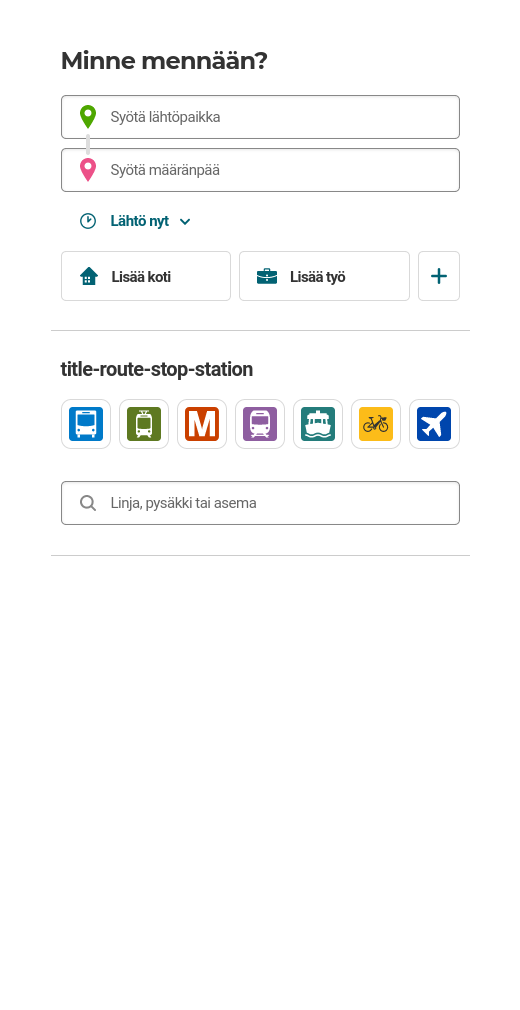 Minne mennään?
Syötä lähtöpaikka
Syötä määränpää
Lähtö nyt
Lisää koti
Lisää työ
title-route-stop-station
M
Linja, pysäkki tai asema